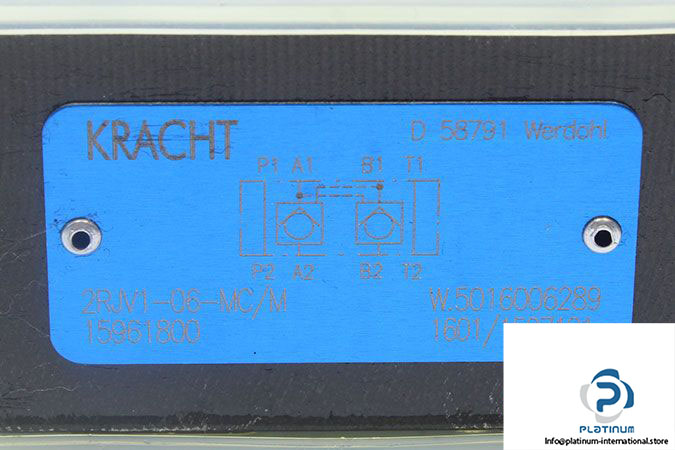 KRACHT
D 58791 Werdohl
P1 A1 B1 T1
P2 A2 B2 T2
2RJV1-06-MC/M
W.5016006289
15961800
PLATINUM
info@platinum-international.store